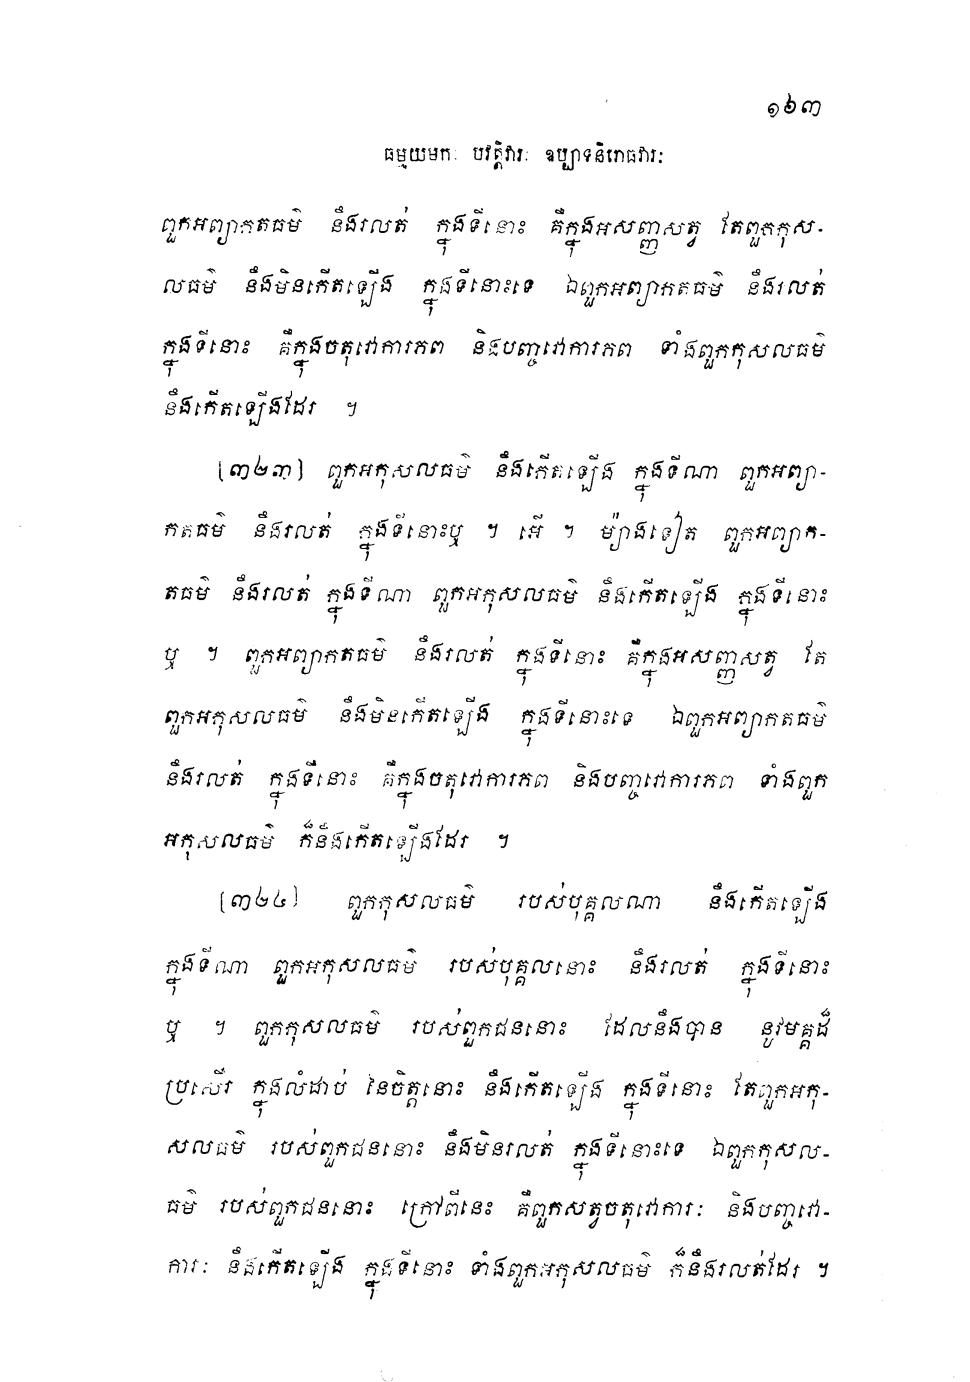 ១៦៣
ធម្មយមកៈ បវត្តិវារៈ ឧប្បាទនិរោធវារៈ
ពួកអព្យាកតធម៌ នឹងរលត់ ក្នុងទីនោះ គឺក្នុងអសញ្ញសត្វ តែពួកកុស-
លធម៌ នឹងមិនកើតឡើង ក្នុងទីនោះទេ ឯពួកអព្យាកតធម៌ នឹងរលត់
ក្នុងទីនោះ គឺក្នុងចតុវោការភព និងបញ្ចវោការភព ទាំងពួកកុសលធម៌
នឹងកើតឡើងដែរ ។
[៣២៣] ពួកអកុសលធម៌ នឹងកើតឡើង ក្នុងទីណា ពួកអព្យា-
កតធម៌ នឹងរលត់ ក្នុងទីនោះឬ ។ អើ ។ ម្យ៉ាងទៀត ពួកអព្យាក-
តធម៌ នឹងរលត់ ក្នុងទីណា ពួកអកុសលធម៌ នឹងកើតឡើង ក្នុងទីនោះ
ឬ ។ ពួកអព្យាកតធម៌ នឹងរលត់ ក្នុងទីនោះ គឺក្នុងអសញ្ញសត្វ តែ
ពួកអកុសលធម៌ នឹងមិនកើតឡើង ក្នុងទីនោះទេ ឯពួកអព្យាកតធម៌
នឹងរលត់ ក្នុងទីនោះ គឺក្នុងចតុវោការភព និងបញ្ចវោការភព ទាំងពួក
អកុសលធម៌ ក៏នឹងកើតឡើងដែរ ។
[៣២៤] ពួកកុសលធម៌ របស់បុគ្គលណា នឹងកើតឡើង
ក្នុងទីណា ពួកអកុសលធម៌ របស់បុគ្គលនោះ នឹងរលត់ ក្នុងទីនោះ
ឬ ។ ពួកកុសលធម៌ របស់ពួកជននោះ ដែលនឹងបាន នូវមគ្គដ៏
ប្រសើរ ក្នុងលំដាប់ នៃចិត្តនោះ នឹងកើតឡើង ក្នុងទីនោះ តែពួកអកុ-
សលធម៌ របស់ពួកជននោះ នឹងមិនរលត់ ក្នុងទីនោះទេ ឯពួកកុសល-
ធម៌ របស់ពួកជននោះ ក្រៅពីនេះ គឺពួកសត្វចតុវោការៈ និងបញ្ចវោ-
ការៈ នឹងកើតឡើង ក្នុងទីនោះ ទាំងពួកអកុសលធម៌ ក៏នឹងរលត់ដែរ ។